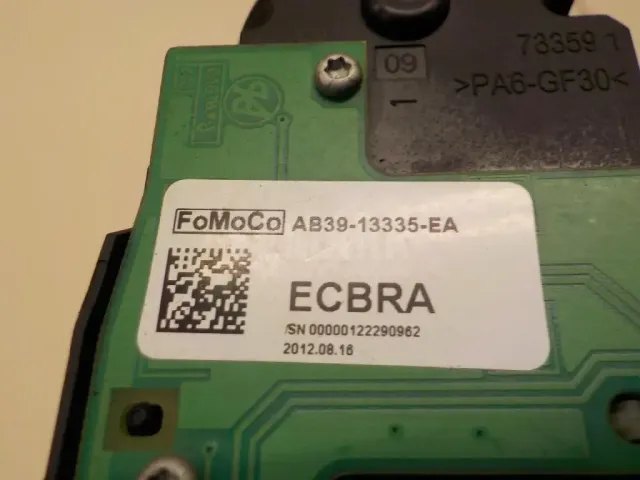 73359 1
09
>PA6-GF30<
1
FoMoCo AB39-13335-EA
ECBRA
/SN 00000122290962
2012.08.16